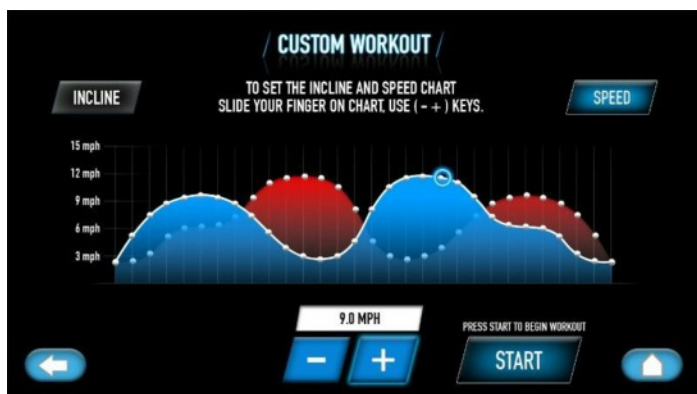 CUSTOM WORKOUT
INCLINE
TO SET THE INCLINE AND SPEED CHART
SLIDE YOUR FINGER ON CHART, USE ( - + ) KEYS.
SPEED
15 mph
12 mph
9 mph
6 mph
3 mph
9.0 MPH
- +
PRESS START TO BEGIN WORKOUT
START